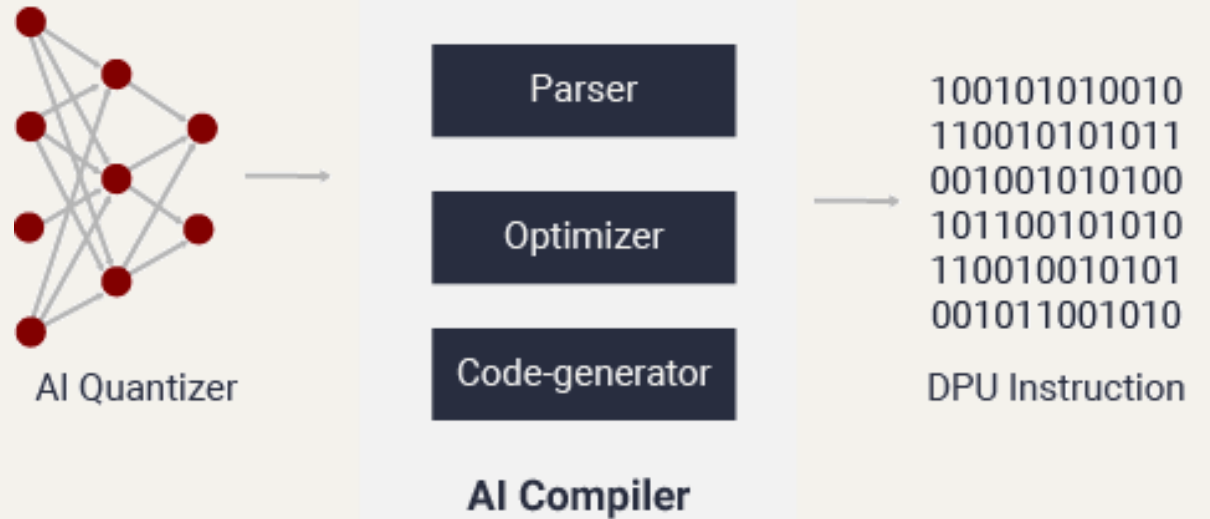 Parser
Optimizer
Code-generator
AI Quantizer
AI Compiler
100101010010
110010101011
001001010100
101100101010
110010010101
001011001010
DPU Instruction